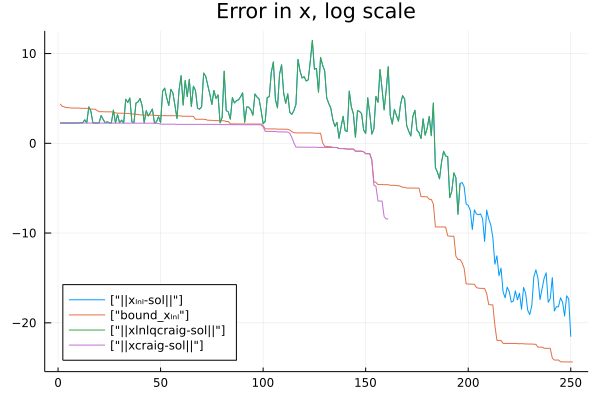 Error in x, log scale
10
0
−10
−20
["||xₗₙₗ-sol||"]
["bound_xₗₙₗ"]
["||xlnlqcraig-sol||"]
["||xcraig-sol||"]
0 50 100 150 200 250